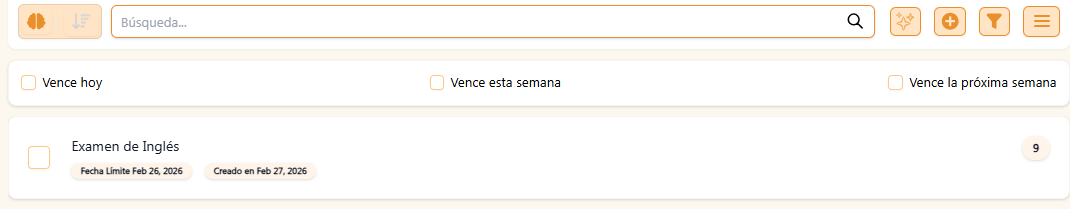 Búsqueda...
Vence hoy
Vence esta semana
Vence la próxima semana
Examen de Inglés
9
Fecha Límite Feb 26, 2026
Creado en Feb 27, 2026